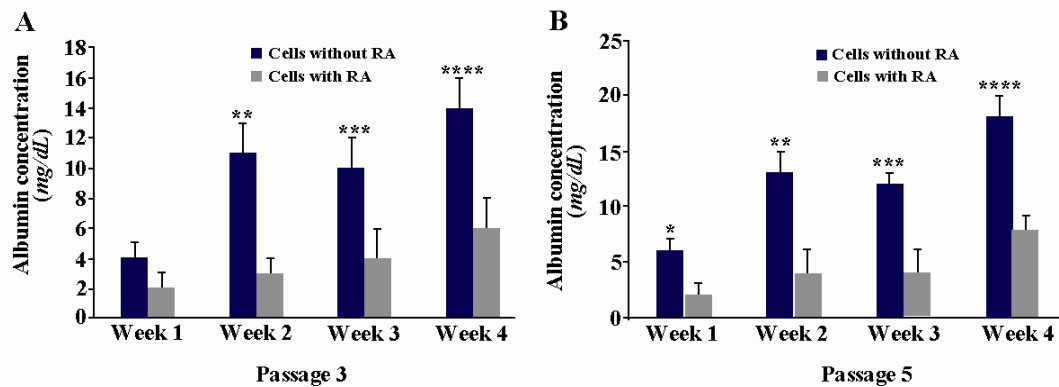 A
Albumin concentration
(mg/dL)
18
16
14
12
10
8
6
4
2
0
Cells without RA
Cells with RA
**
***
****
Week 1 Week 2 Week 3 Week 4
Passage 3
B
Albumin concentration
(mg/dL)
25
20
15
10
5
0
Cells without RA
Cells with RA
*
**
***
****
Week 1 Week 2 Week 3 Week 4
Passage 5